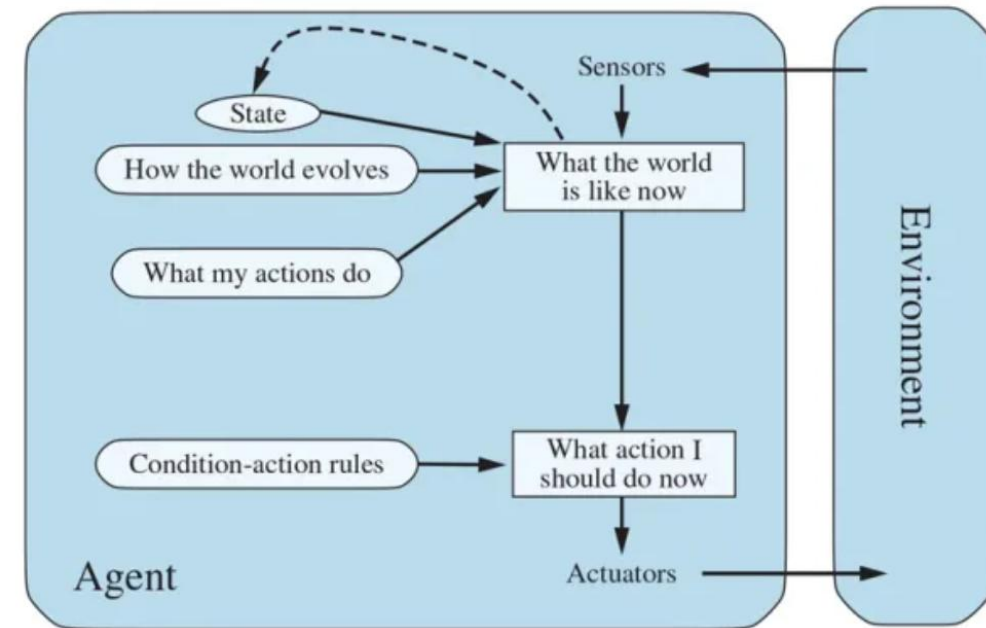 Sensors
State
What the world
is like now
How the world evolves
What my actions do
Environment
Condition-action rules
What action I
should do now
Agent
Actuators